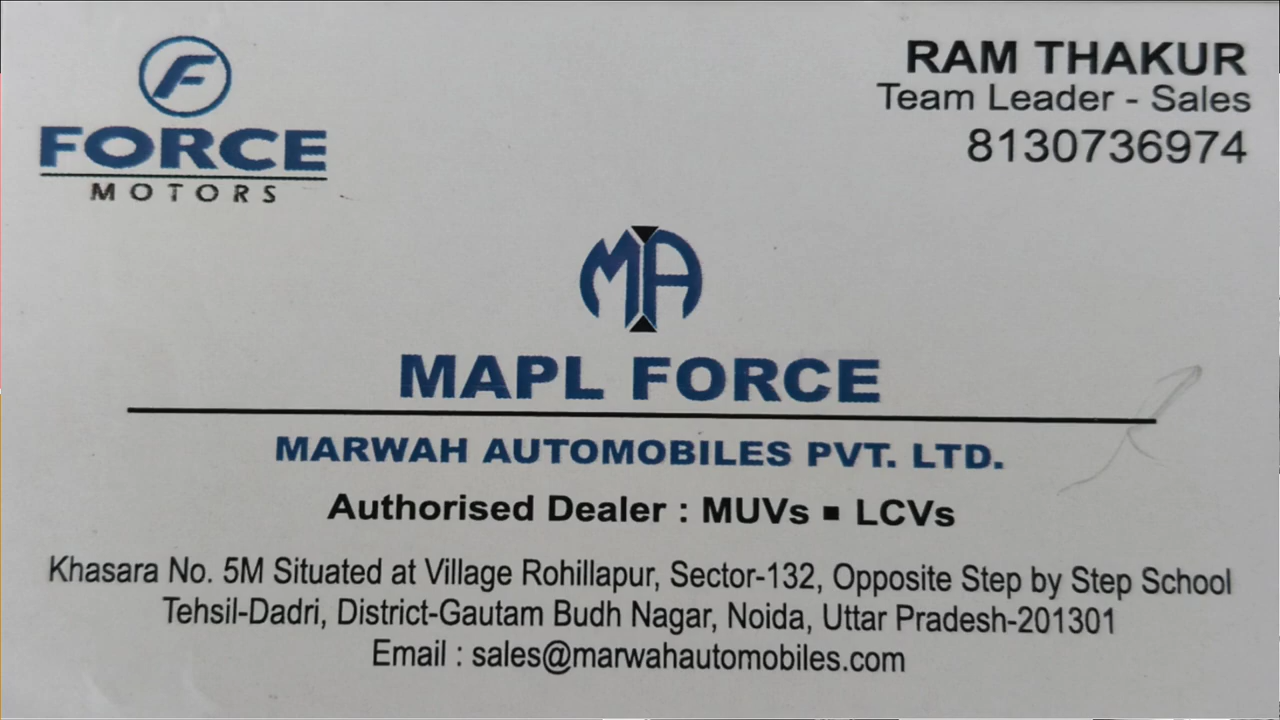 F
FORCE
MOTORS
RAM THAKUR
Team Leader - Sales
8130736974
MA
MAPL FORCE
MARWAH AUTOMOBILES PVT. LTD.
Authorised Dealer : MUVs ▪ LCVs
Khasara No. 5M Situated at Village Rohillapur, Sector-132, Opposite Step by Step School
Tehsil-Dadri, District-Gautam Budh Nagar, Noida, Uttar Pradesh-201301
Email : sales@marwahautomobiles.com